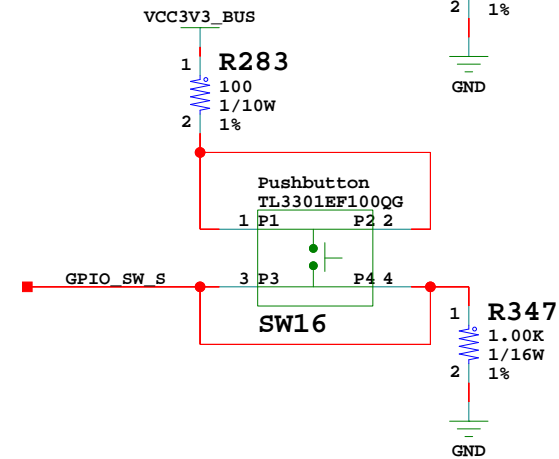 2
1%
GND
VCC3V3_BUS
1
R283
100
1/10W
2
1%
Pushbutton
TL3301EF100QG
1 P1 P2 2
GPIO_SW_S
3 P3 P4 4
SW16
1
R347
1.00K
1/16W
2
1%
GND